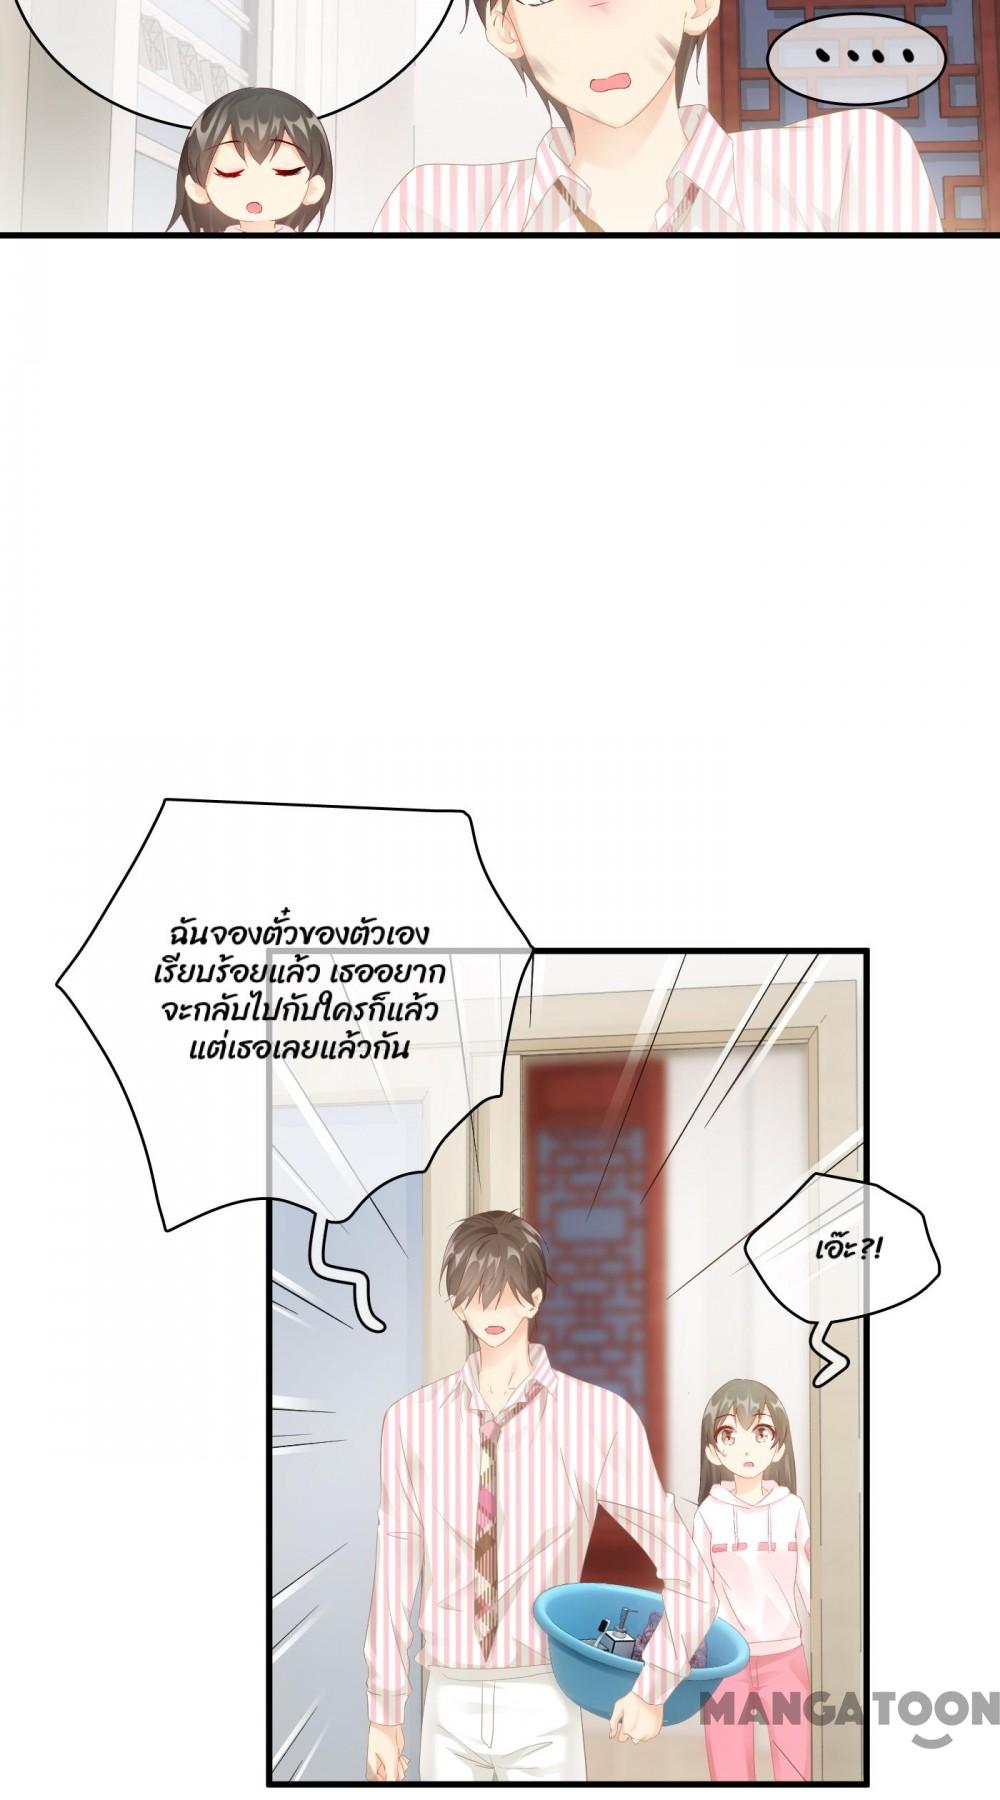 ••••
ฉันจองตั๋วของตัวเอง
เรียบร้อยแล้ว เธออยาก
จะกลับไปกับใครก็แล้ว
แต่เธอเลยแล้วกัน
เอ๊ะ?!
MANGATOON